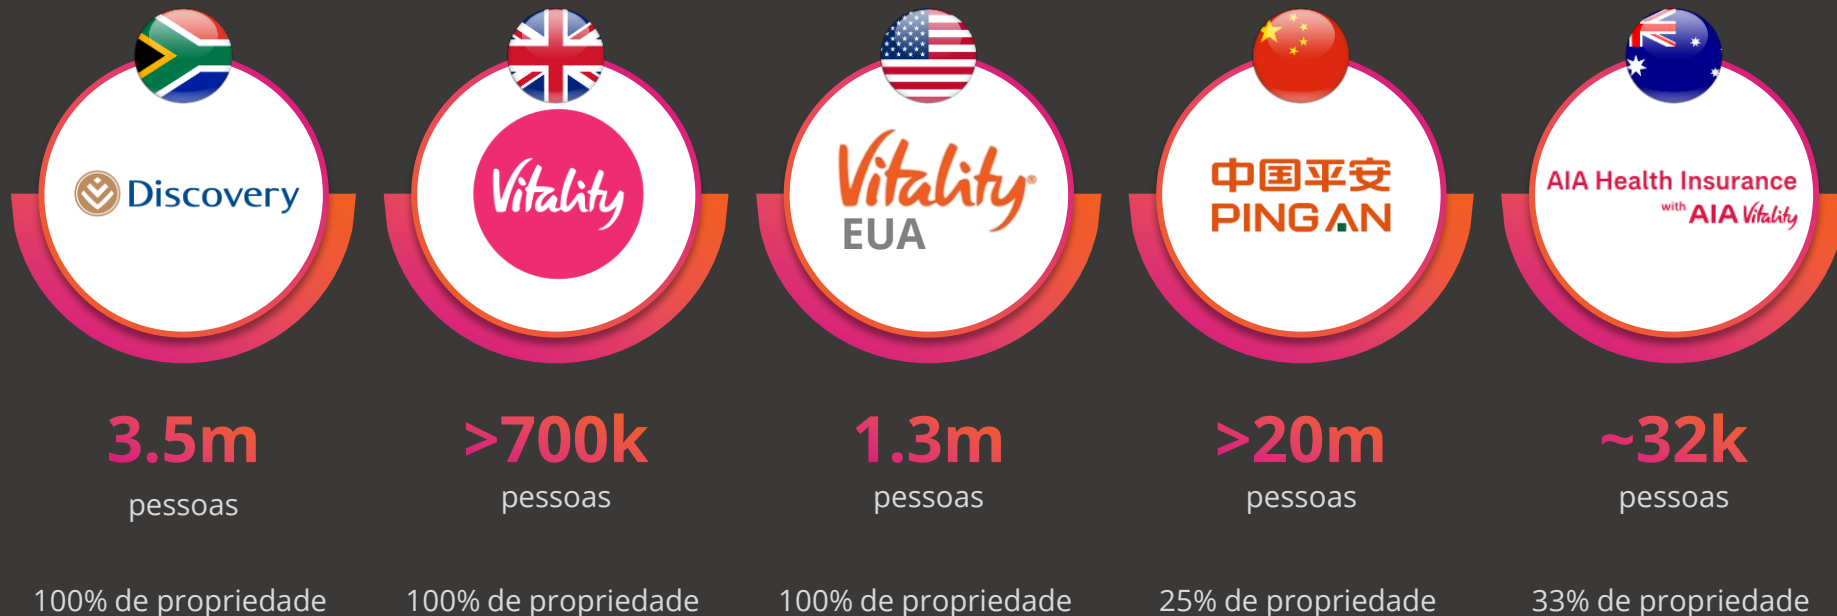 Discovery
Vitality
Vitality®
EUA
中国平安
PING AN
AIA Health Insurance
with AIA Vitality
3.5m
pessoas
100% de propriedade
>700k
pessoas
100% de propriedade
1.3m
pessoas
100% de propriedade
>20m
pessoas
25% de propriedade
~32k
pessoas
33% de propriedade